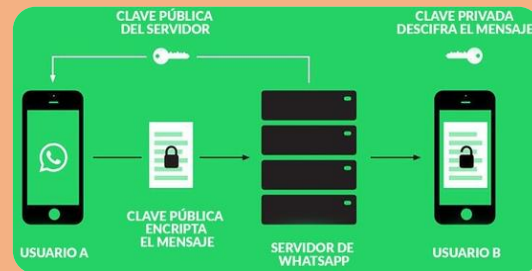 CLAVE PÚBLICA
DEL SERVIDOR
CLAVE PRIVADA
DESCIFRA EL MENSAJE
CLAVE PÚBLICA
ENCRIPTA
EL MENSAJE
USUARIO A
SERVIDOR DE
WHATSAPP
USUARIO B